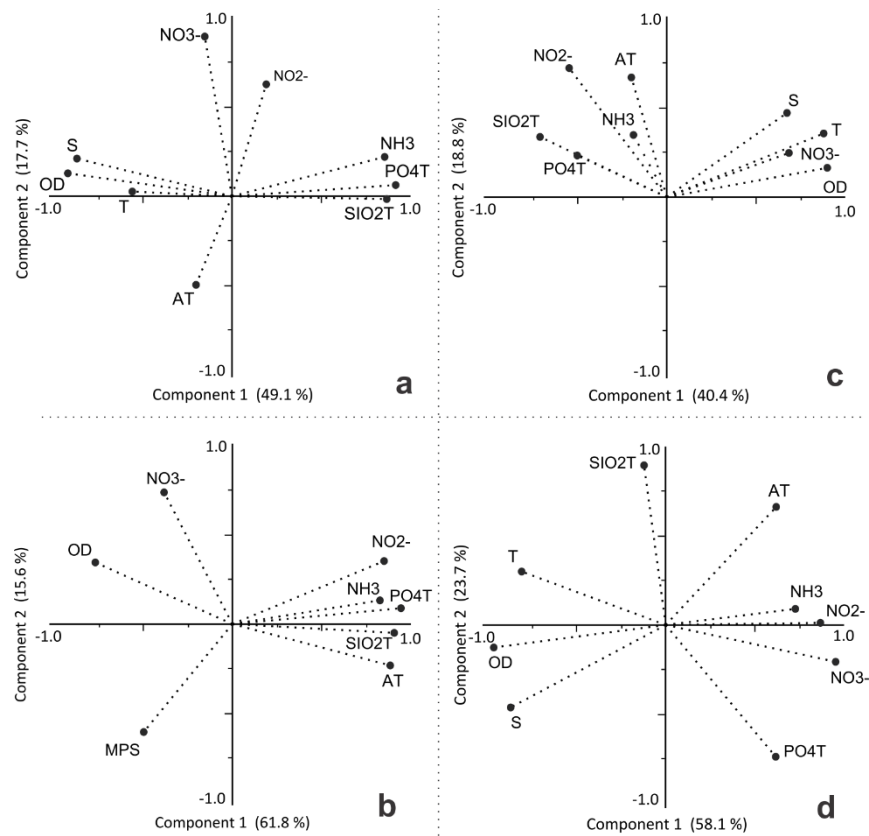 1.0
NO3-
NO2-
S
NH3
OD
PO4T
T
-1.0
1.0
SIO2T
AT
Component 2 (17.7 %)
-1.0
Component 1 (49.1 %)
a
1.0
NO2-
AT
S
SIO2T
NH3
T
PO4T
NO3-
OD
-1.0
1.0
Component 2 (18.8 %)
-1.0
Component 1 (40.4 %)
c
1.0
NO3-
NO2-
OD
NH3
PO4T
-1.0
1.0
SIO2T
AT
MPS
Component 2 (15.6 %)
-1.0
Component 1 (61.8 %)
b
1.0
SIO2T
AT
T
NH3
NO2-
-1.0
1.0
OD
NO3-
S
PO4T
Component 2 (23.7 %)
-1.0
Component 1 (58.1 %)
d